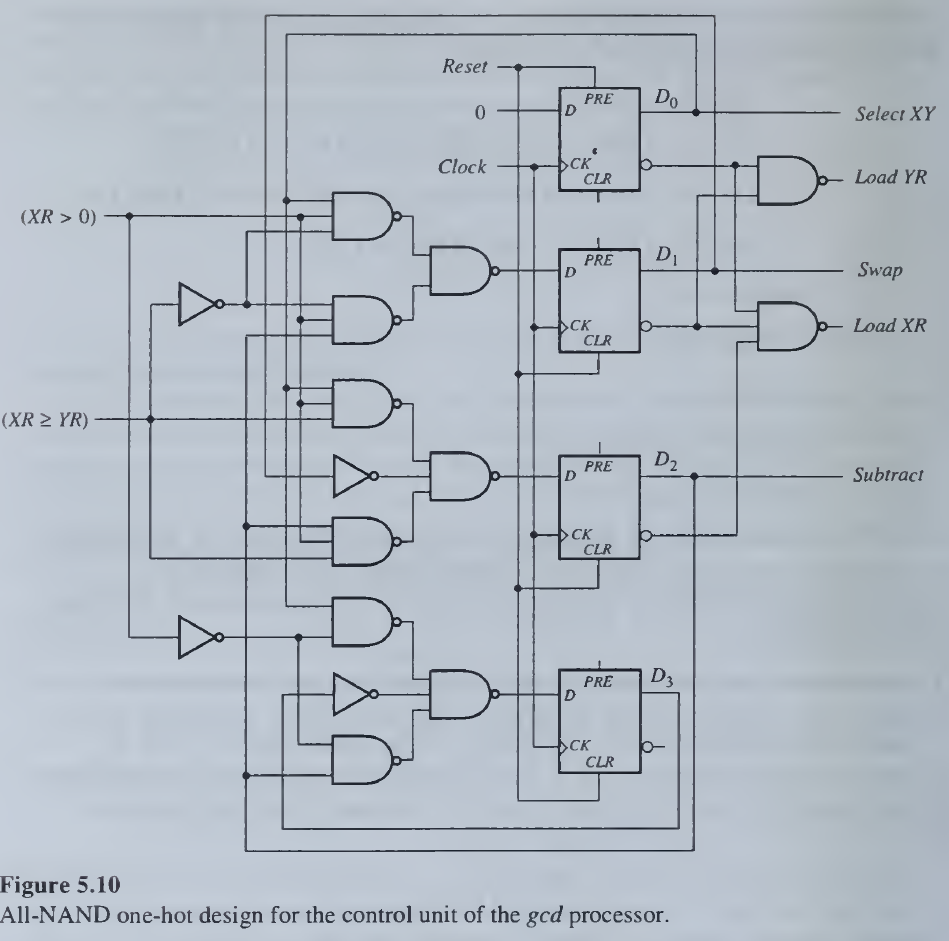 Reset
PRE
D₀
0
D
Select XY
Clock
CK
CLR
Load YR
(XR > 0)
PRE
D₁
D
Swap
CK
CLR
Load XR
(XR ≥ YR)
PRE
D₂
D
Subtract
CK
CLR
PRE
D₃
D
CK
CLR
Figure 5.10
All-NAND one-hot design for the control unit of the gcd processor.